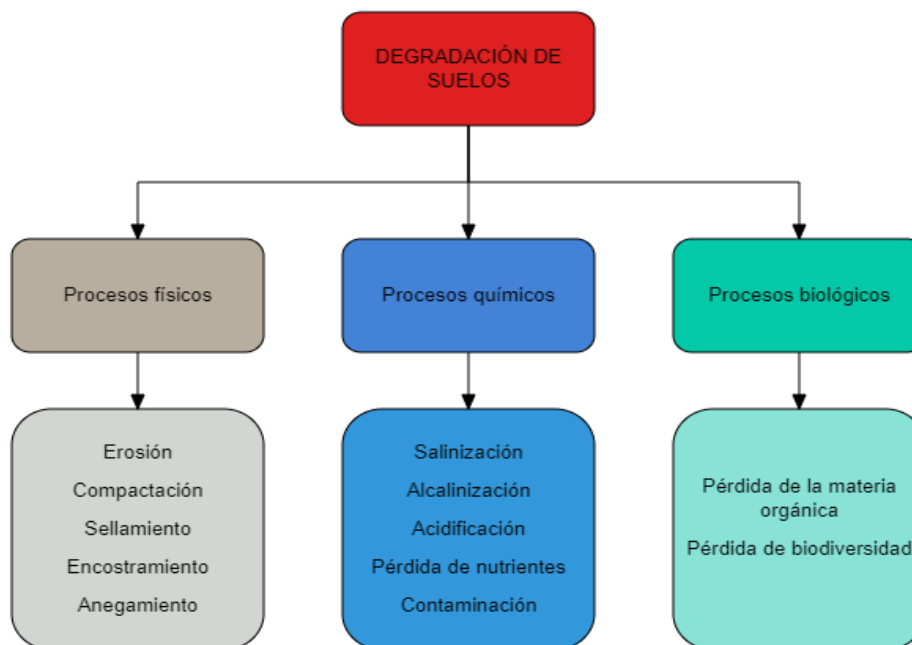 DEGRADACIÓN DE
SUELOS
Procesos físicos
Procesos químicos
Procesos biológicos
Erosión
Compactación
Sellamiento
Encostramiento
Anegamiento
Salinización
Alcalinización
Acidificación
Pérdida de nutrientes
Contaminación
Pérdida de la materia
orgánica
Pérdida de biodiversidad